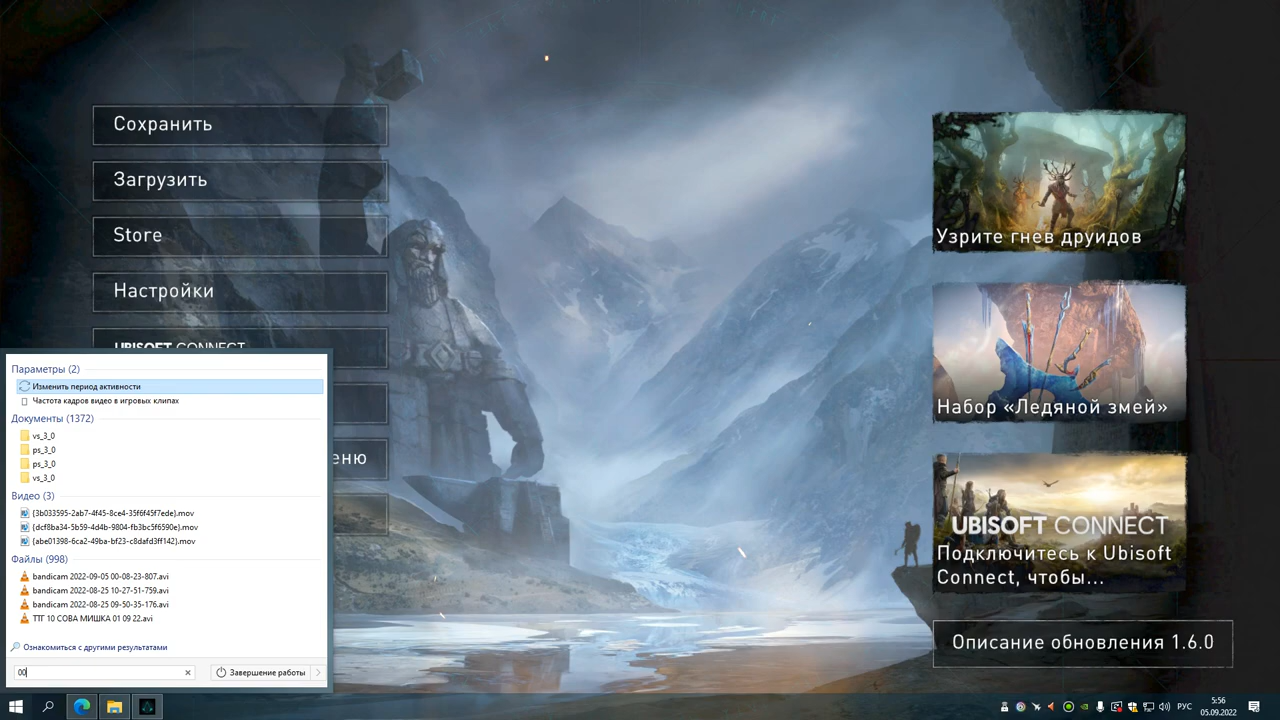 Сохранить
Загрузить
Store
Настройки
UBISOFT CONNECT
еню
Параметры (2)
Изменить период активности
Частота кадров видео в игровых клипах
Документы (1372)
vs_3_0
ps_3_0
ps_3_0
vs_3_0
Видео (3)
{3b033595-2ab7-4f45-8ce4-35f6f45f7ede}.mov
{dcf8ba34-5b59-4d4b-9804-fb3bc5f6590e}.mov
{abe01398-6ca2-49ba-bf23-c8dafd3ff142}.mov
Файлы (998)
bandicam 2022-09-05 00-08-23-807.avi
bandicam 2022-08-25 10-27-51-759.avi
bandicam 2022-08-25 09-50-35-176.avi
ТТГ 10 СОВА МИШКА 01 09 22.avi
Ознакомиться с другими результатами
00
Завершение работы
Узрите гнев друидов
Набор «Ледяной змей»
UBISOFT CONNECT
Подключитесь к Ubisoft
Connect, чтобы...
Описание обновления 1.6.0
РУС
5:56
05.09.2022